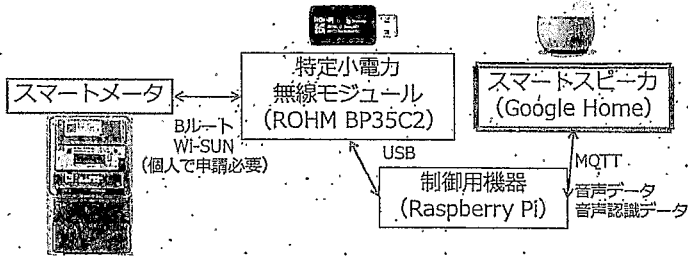 スマートメータ
Bルート
Wi-SUN
(個人で申請必要)
特定小電力
無線モジュール
(ROHM BP35C2)
USB
制御用機器
(Raspberry Pi)
スマートスピーカ
(Google Home)
MQTT
音声データ
音声認識データ